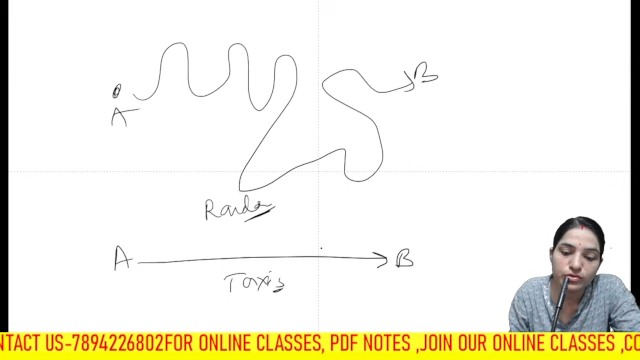 B
A
Rando
A B
Taxis
NTACT US-7894226802FOR ONLINE CLASSES, PDF NOTES ,JOIN OUR ONLINE CLASSES ,CO